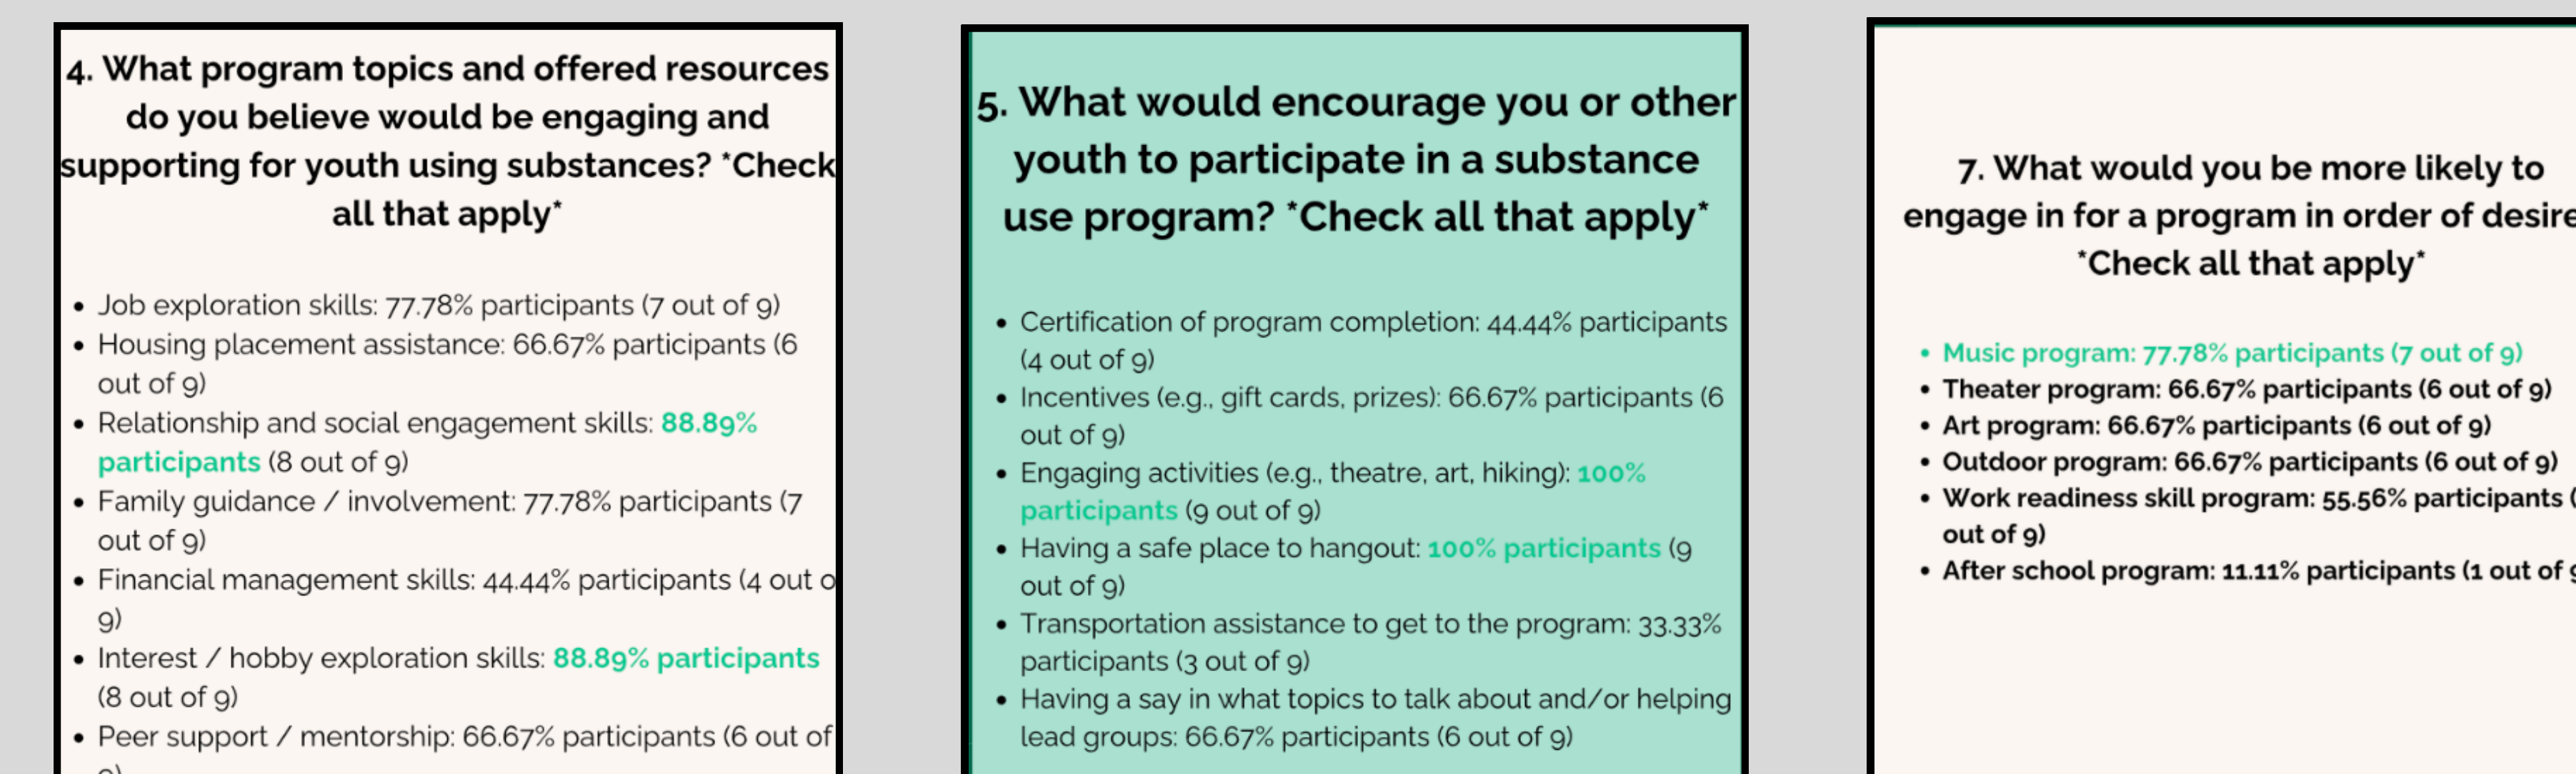 4. What program topics and offered resources
do you believe would be engaging and
supporting for youth using substances? *Check
all that apply*
• Job exploration skills: 77.78% participants (7 out of 9)
• Housing placement assistance: 66.67% participants (6
out of 9)
• Relationship and social engagement skills: 88.89%
participants (8 out of 9)
• Family guidance / involvement: 77.78% participants (7
out of 9)
• Financial management skills: 44.44% participants (4 out o
9)
• Interest / hobby exploration skills: 88.89% participants
(8 out of 9)
• Peer support / mentorship: 66.67% participants (6 out of
9)
5. What would encourage you or other
youth to participate in a substance
use program? *Check all that apply*
• Certification of program completion: 44.44% participants
(4 out of 9)
• Incentives (e.g., gift cards, prizes): 66.67% participants (6
out of 9)
• Engaging activities (e.g., theatre, art, hiking): 100%
participants (9 out of 9)
• Having a safe place to hangout: 100% participants (9
out of 9)
• Transportation assistance to get to the program: 33.33%
participants (3 out of 9)
• Having a say in what topics to talk about and/or helping
lead groups: 66.67% participants (6 out of 9)
7. What would you be more likely to
engage in for a program in order of desire
*Check all that apply*
• Music program: 77.78% participants (7 out of 9)
• Theater program: 66.67% participants (6 out of 9)
• Art program: 66.67% participants (6 out of 9)
• Outdoor program: 66.67% participants (6 out of 9)
• Work readiness skill program: 55.56% participants (
out of 9)
• After school program: 11.11% participants (1 out of 9